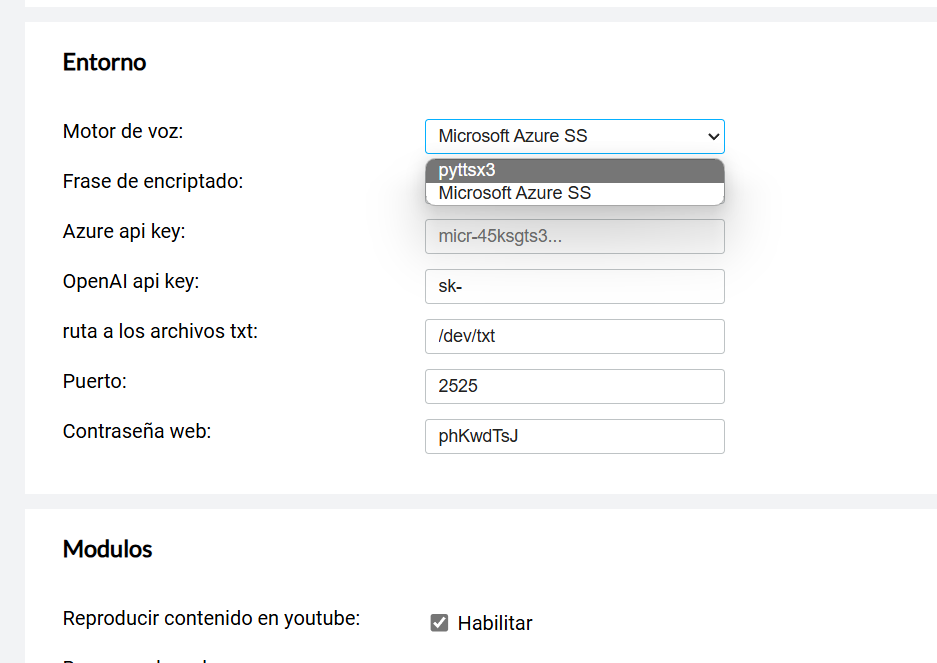 Entorno
Motor de voz:
Microsoft Azure SS
pyttsx3
Microsoft Azure SS
Frase de encriptado:
Azure api key:
micr-45ksgts3...
OpenAI api key:
sk-
ruta a los archivos txt:
/dev/txt
Puerto:
2525
Contraseña web:
phKwdTsJ
Modulos
Reproducir contenido en youtube:
Habilitar